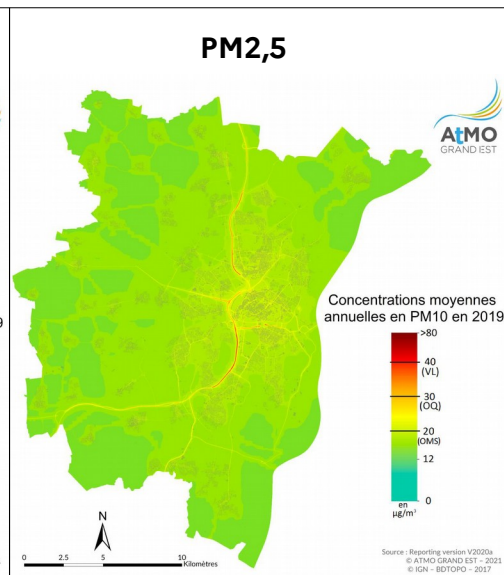 PM2,5
AtMO
GRAND EST
Concentrations moyennes
annuelles en PM10 en 2019
>80
40
(VL)
30
(OQ)
20
(OMS)
12
0
en
µg/m³
9
N
0 2.5 5 10
Kilomètres
Source : Reporting version V2020a
© ATMO GRAND EST - 2021
© IGN - BDTOPO - 2017